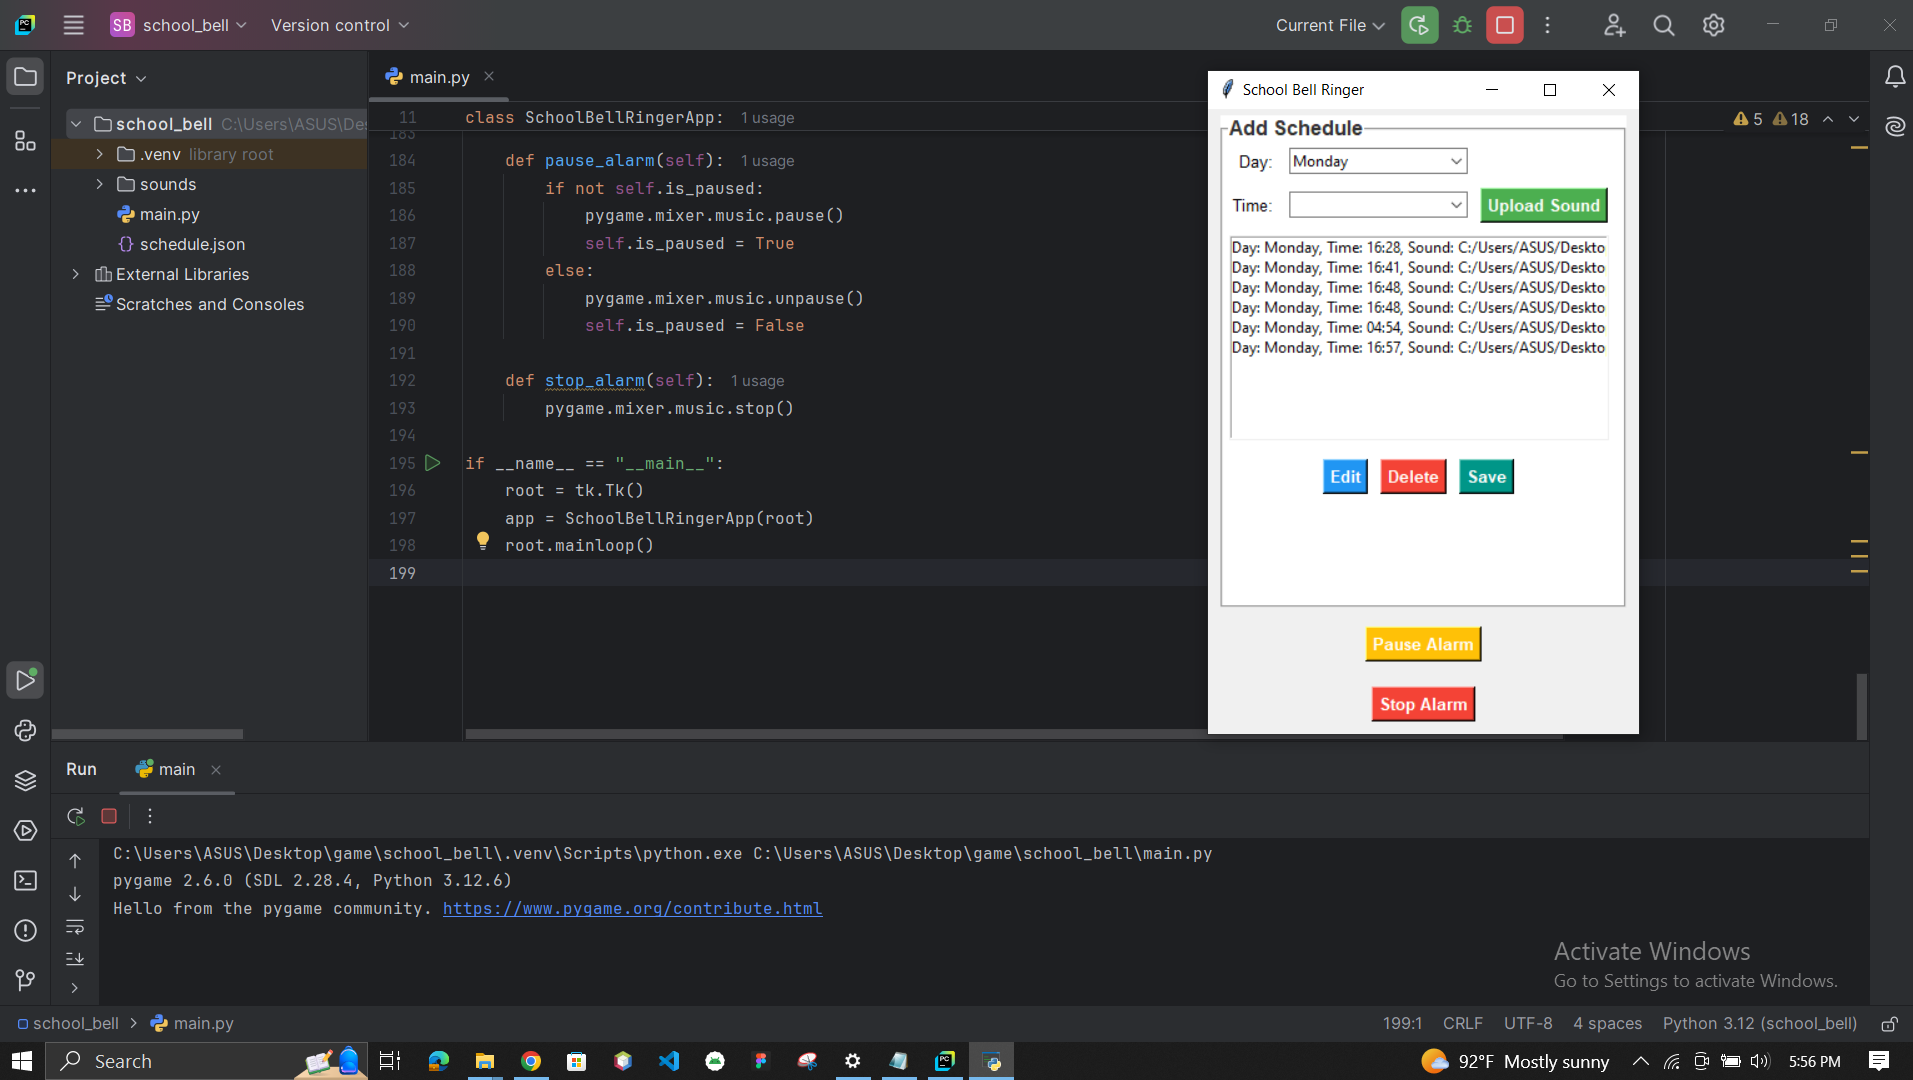 SB school_bell
Version control
Current File
Project
main.py
school_bell C:\Users\ASUS\De
.venv library root
sounds
main.py
schedule.json
External Libraries
Scratches and Consoles
11 class SchoolBellRingerApp: 1 usage
5 18
183
184 def pause_alarm(self): 1 usage
185 if not self.is_paused:
186 pygame.mixer.music.pause()
187 self.is_paused = True
188 else:
189 pygame.mixer.music.unpause()
190 self.is_paused = False
191
192 def stop_alarm(self): 1 usage
193 pygame.mixer.music.stop()
194
195 if __name__ == "__main__":
196 root = tk.Tk()
197 app = SchoolBellRingerApp(root)
198 root.mainloop()
199
School Bell Ringer
Add Schedule
Day: Monday
Time:
Upload Sound
Day: Monday, Time: 16:28, Sound: C:/Users/ASUS/Deskto
Day: Monday, Time: 16:41, Sound: C:/Users/ASUS/Deskto
Day: Monday, Time: 16:48, Sound: C:/Users/ASUS/Deskto
Day: Monday, Time: 16:48, Sound: C:/Users/ASUS/Deskto
Day: Monday, Time: 04:54, Sound: C:/Users/ASUS/Deskto
Day: Monday, Time: 16:57, Sound: C:/Users/ASUS/Deskto
Edit Delete Save
Pause Alarm
Stop Alarm
Run main
C:\Users\ASUS\Desktop\game\school_bell\.venv\Scripts\python.exe C:\Users\ASUS\Desktop\game\school_bell\main.py
pygame 2.6.0 (SDL 2.28.4, Python 3.12.6)
Hello from the pygame community. https://www.pygame.org/contribute.html
Activate Windows
Go to Settings to activate Windows.
school_bell > main.py
199:1 CRLF UTF-8 4 spaces Python 3.12 (school_bell)
Search
92°F Mostly sunny
5:56 PM